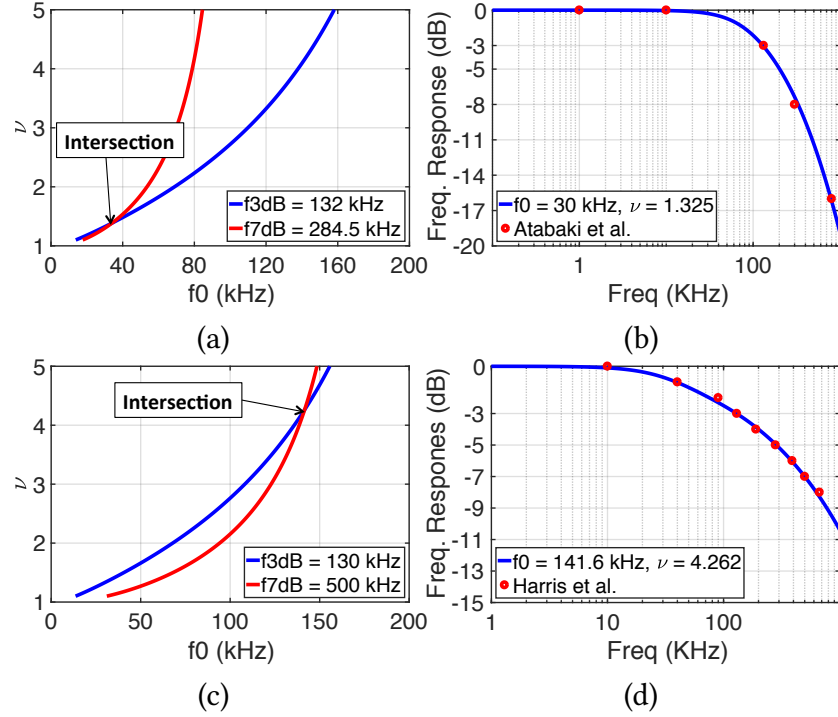 5
4
3
2
1
ν
Intersection
f3dB = 132 kHz
f7dB = 284.5 kHz
0 40 80 120 160 200
f0 (kHz)
(a)
0
-3
-5
-8
-11
-14
-17
-20
Freq. Response (dB)
f0 = 30 kHz, ν = 1.325
Atabaki et al.
1 100
Freq (KHz)
(b)
5
4
3
2
1
ν
Intersection
f3dB = 130 kHz
f7dB = 500 kHz
0 50 100 150 200
f0 (kHz)
(c)
0
-3
-5
-7
-9
-11
-13
-15
Freq. Respones (dB)
f0 = 141.6 kHz, ν = 4.262
Harris et al.
1 10 100
Freq (KHz)
(d)